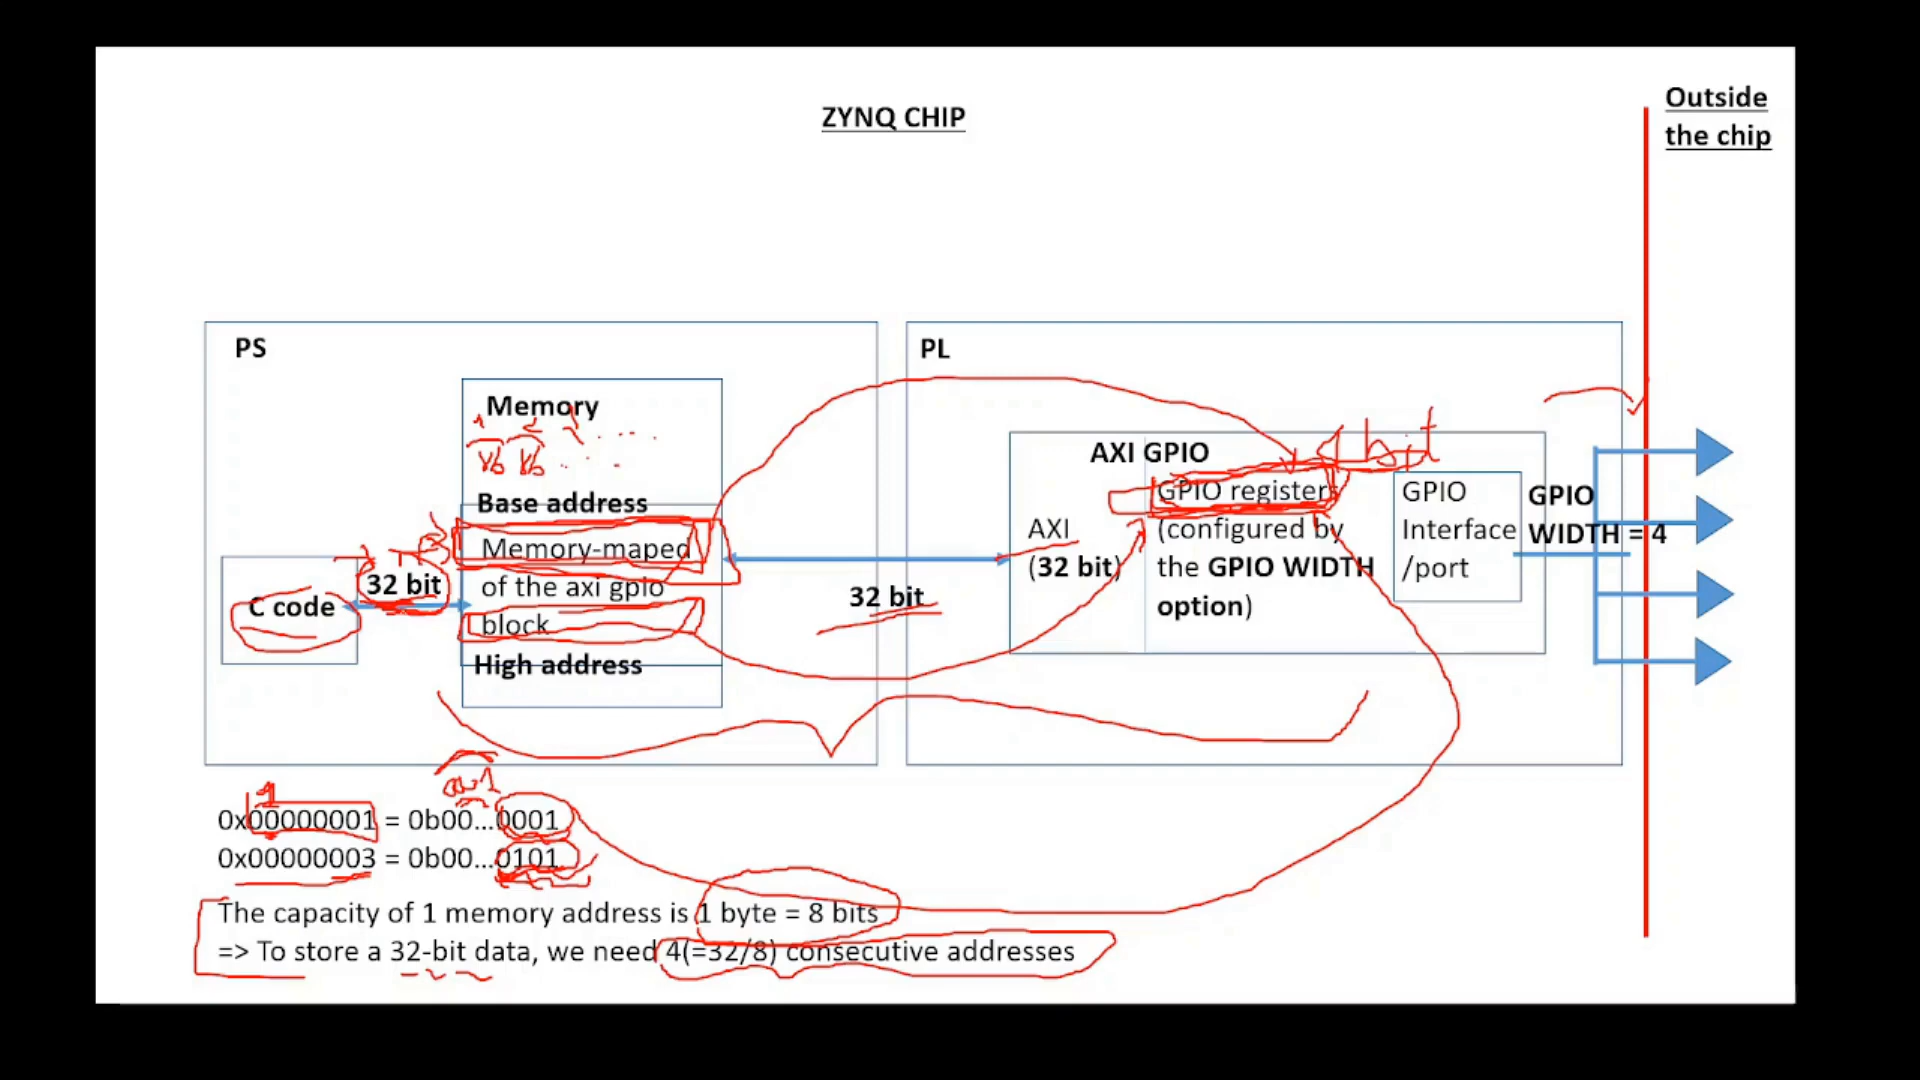 ZYNQ CHIP
Outside
the chip
PS
PL
Memory
Base address
Memory-maped
of the axi gpio
block
High address
C code
32 bit
32 bit
AXI GPIO
4 bit
AXI
(32 bit)
GPIO registers
(configured by
the GPIO WIDTH
option)
GPIO
Interface
/port
GPIO
WIDTH = 4
0x00000001 = 0b00...0001
0x00000003 = 0b00...0101
The capacity of 1 memory address is 1 byte = 8 bits
=> To store a 32-bit data, we need 4(=32/8) consecutive addresses